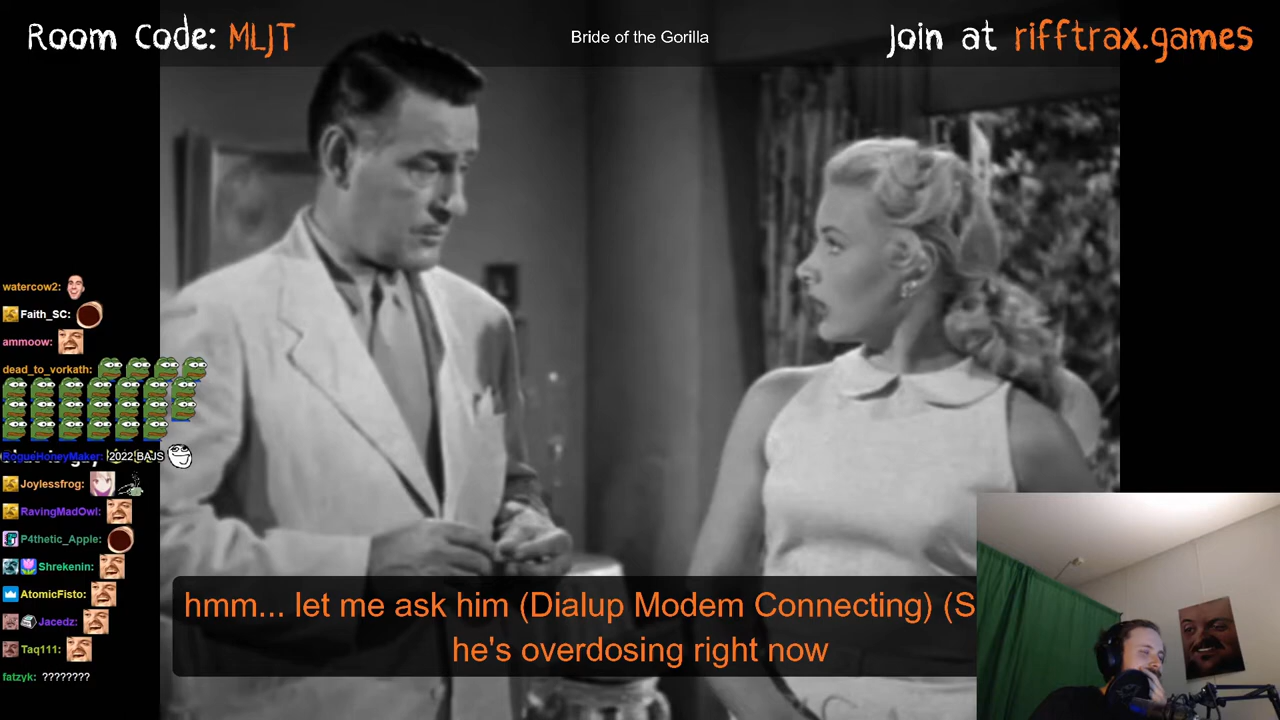 Room Code: MLJT
Bride of the Gorilla
Join at rifftrax.games
watercow2:
Faith_SC:
ammoow:
dead_to_vorkath:
RogueHoneyMaker: 2022 BAJS
Joylessfrog:
RavingMadOwl:
P4thetic_Apple:
Shrekenin:
AtomicFisto:
Jacedz:
Taq111:
fatzyk: ????????
hmm... let me ask him (Dialup Modem Connecting) (S
he's overdosing right now